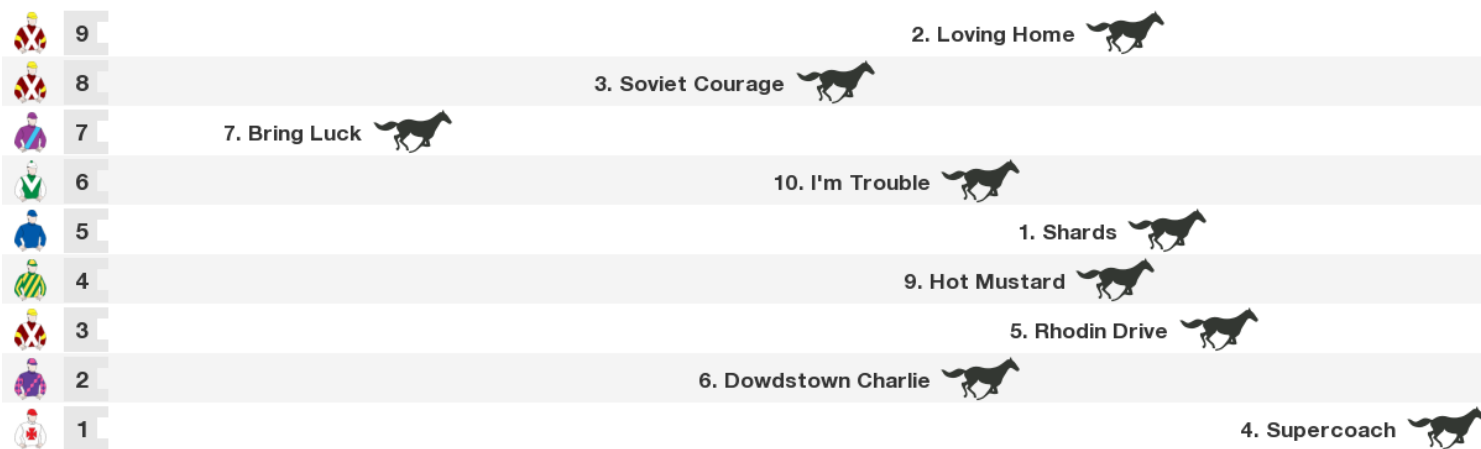 9 2. Loving Home
8 3. Soviet Courage
7 7. Bring Luck
6 10. I'm Trouble
5 1. Shards
4 9. Hot Mustard
3 5. Rhodin Drive
2 6. Dowdstown Charlie
1 4. Supercoach